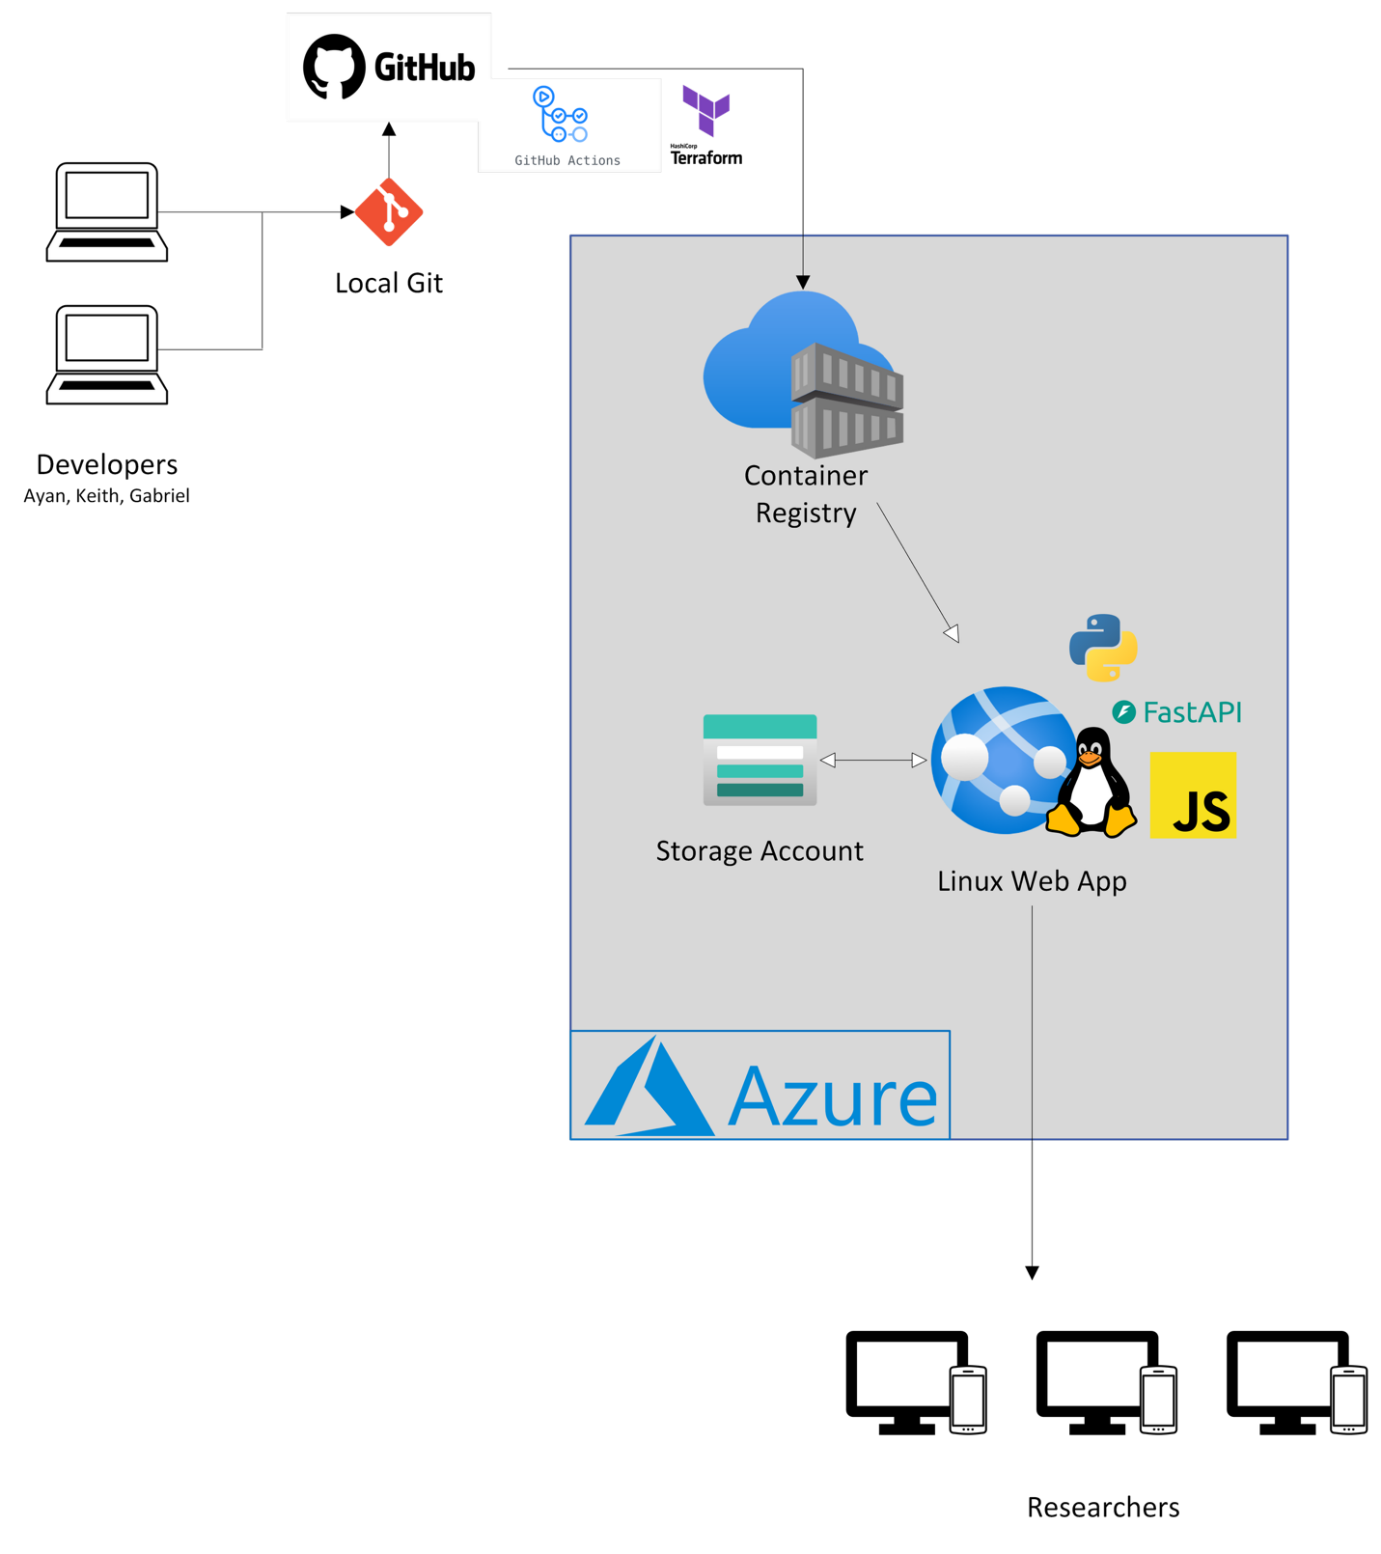 GitHub
GitHub Actions
HashiCorp
Terraform
Local Git
Developers
Ayan, Keith, Gabriel
Container
Registry
FastAPI
JS
Storage Account
Linux Web App
Azure
Researchers